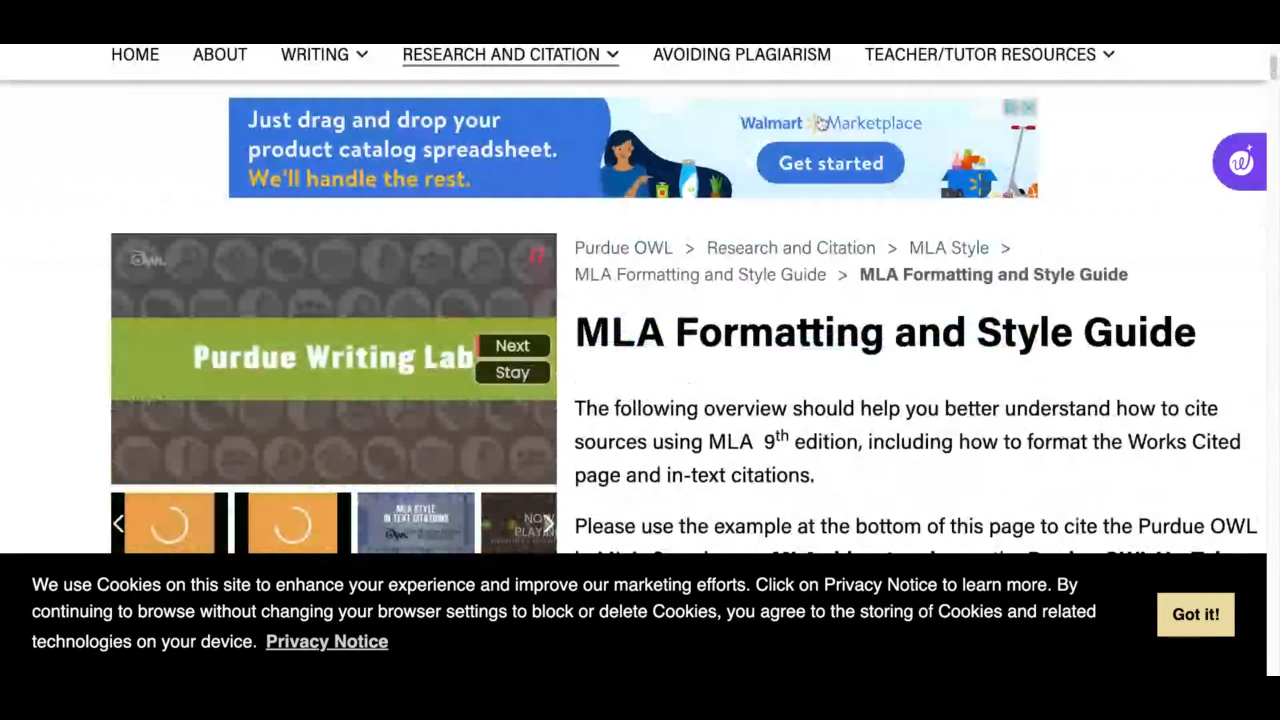 HOME ABOUT WRITING RESEARCH AND CITATION AVOIDING PLAGIARISM TEACHER/TUTOR RESOURCES
Just drag and drop your
product catalog spreadsheet.
We'll handle the rest.
Walmart Marketplace
Get started
OWL
Purdue Writing Lab
Next
Stay
MLA STYLE
IN TEXT CITATIONS
OWL
NOW
PLAYIN
Purdue OWL > Research and Citation > MLA Style >
MLA Formatting and Style Guide > MLA Formatting and Style Guide
MLA Formatting and Style Guide
The following overview should help you better understand how to cite
sources using MLA 9th edition, including how to format the Works Cited
page and in-text citations.
Please use the example at the bottom of this page to cite the Purdue OWL
We use Cookies on this site to enhance your experience and improve our marketing efforts. Click on Privacy Notice to learn more. By
continuing to browse without changing your browser settings to block or delete Cookies, you agree to the storing of Cookies and related
technologies on your device. Privacy Notice
Got it!